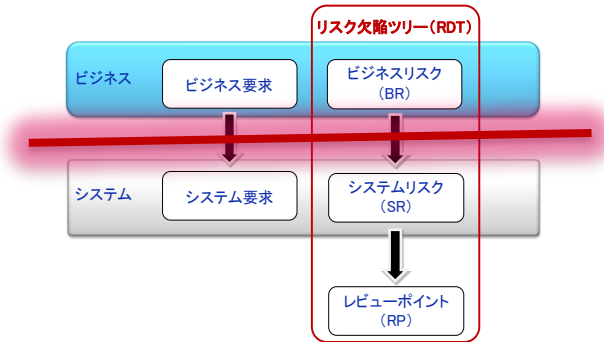 リスク欠陥ツリー(RDT)
ビジネス
ビジネス要求
ビジネスリスク
(BR)
システム
システム要求
システムリスク
(SR)
レビューポイント
(RP)